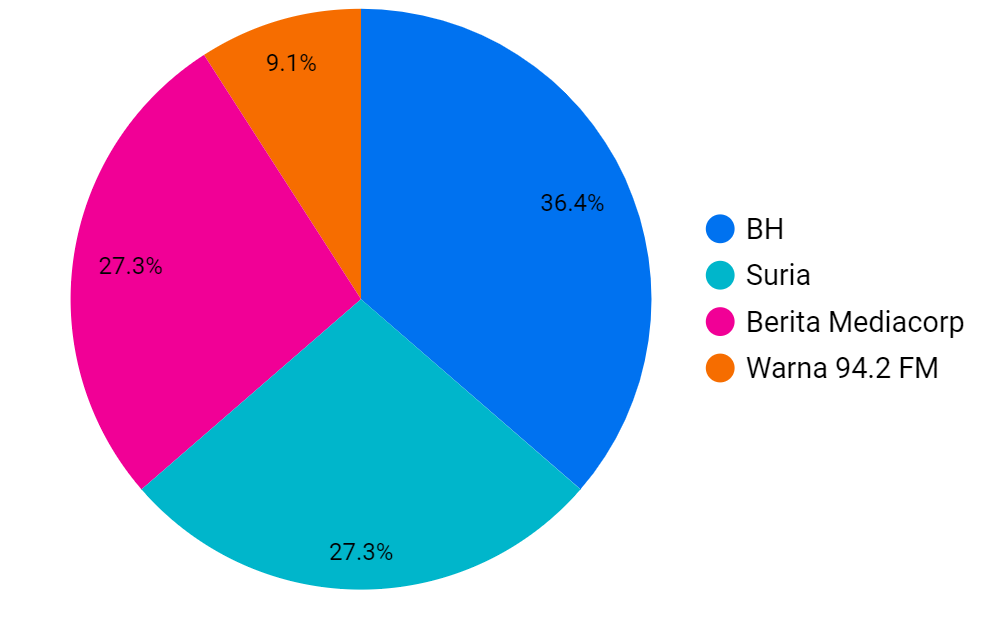 9.1%
36.4%
27.3%
27.3%
BH
Suria
Berita Mediacorp
Warna 94.2 FM